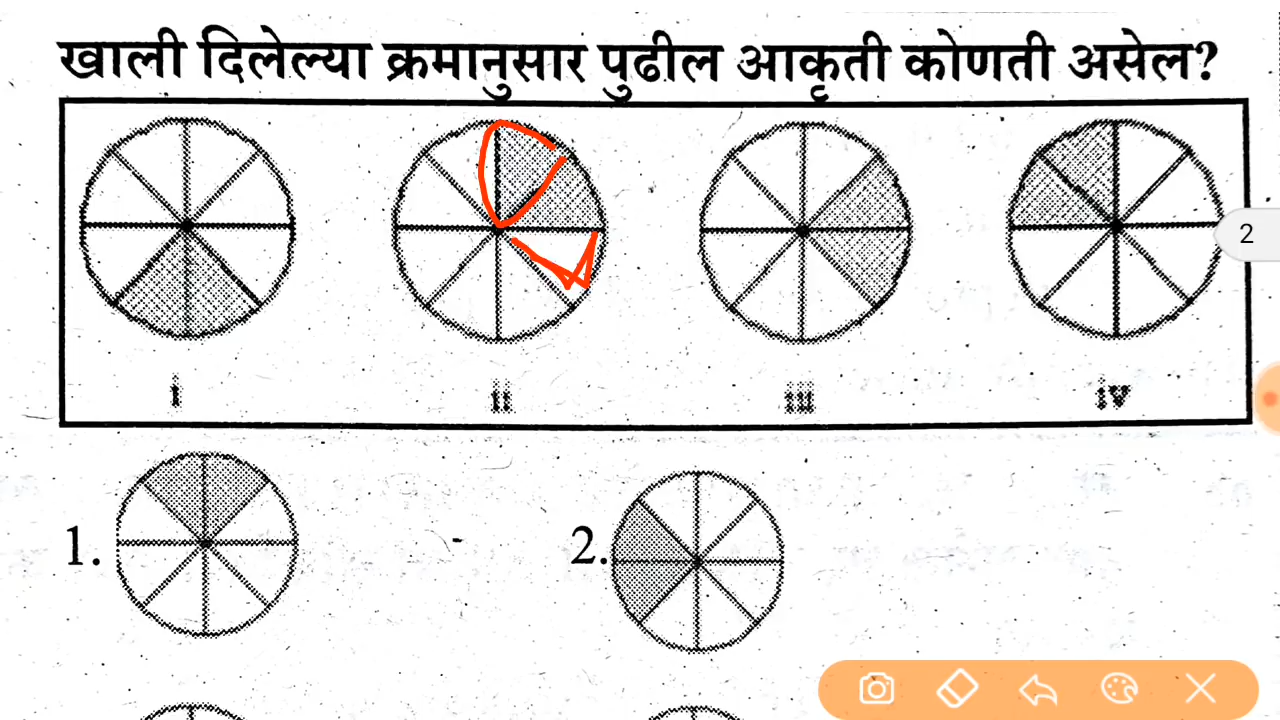 खाली दिलेल्या क्रमानुसार पुढील आकृती कोणती असेल?
2
i ii iii iv
1. 2.